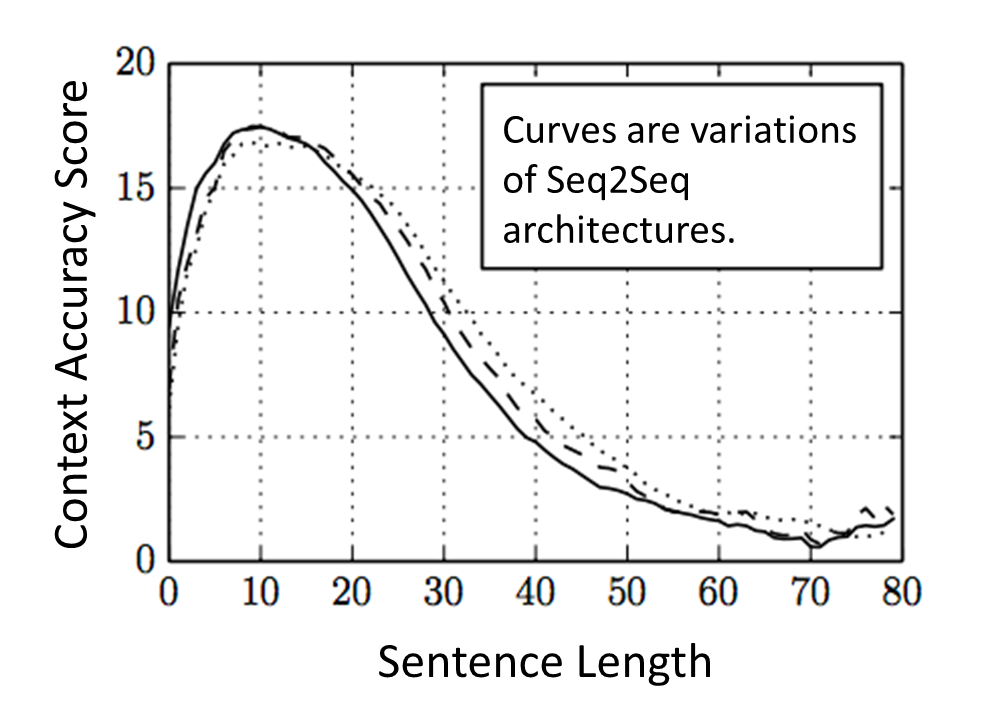 20
15
10
5
0
Context Accuracy Score
Curves are variations
of Seq2Seq
architectures.
0 10 20 30 40 50 60 70 80
Sentence Length